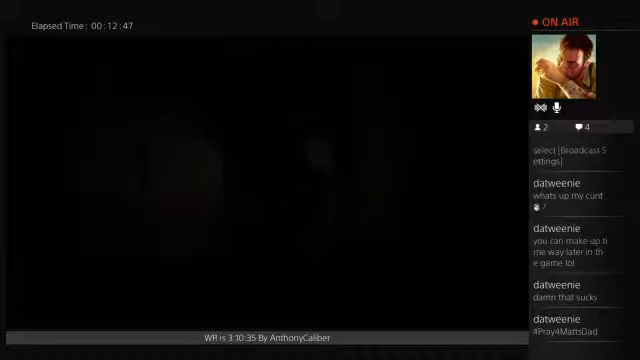 Elapsed Time : 00:12:47
ON AIR
2
4
select [Broadcast S
ettings]
datweenie
whats up my cunt
/
datweenie
you can make up ti
me way later in th
e game lol
datweenie
damn that sucks
datweenie
#Pray4MattsDad
WR is 3:10:35 By AnthonyCaliber